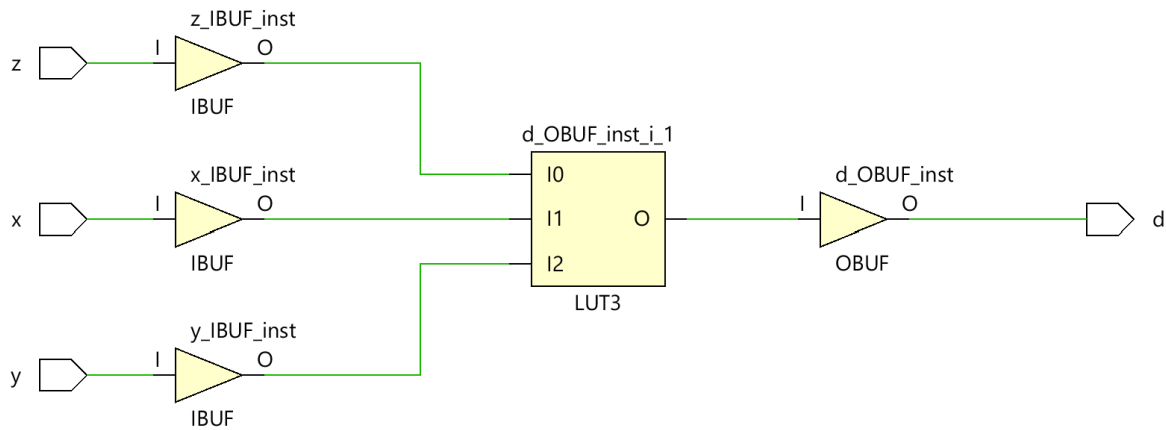 z_IBUF_inst
z I O
IBUF
d_OBUF_inst_i_1
x_IBUF_inst
I0
d_OBUF_inst
x I O
I1 O
I O
d
IBUF
I2
OBUF
LUT3
y_IBUF_inst
y I O
IBUF